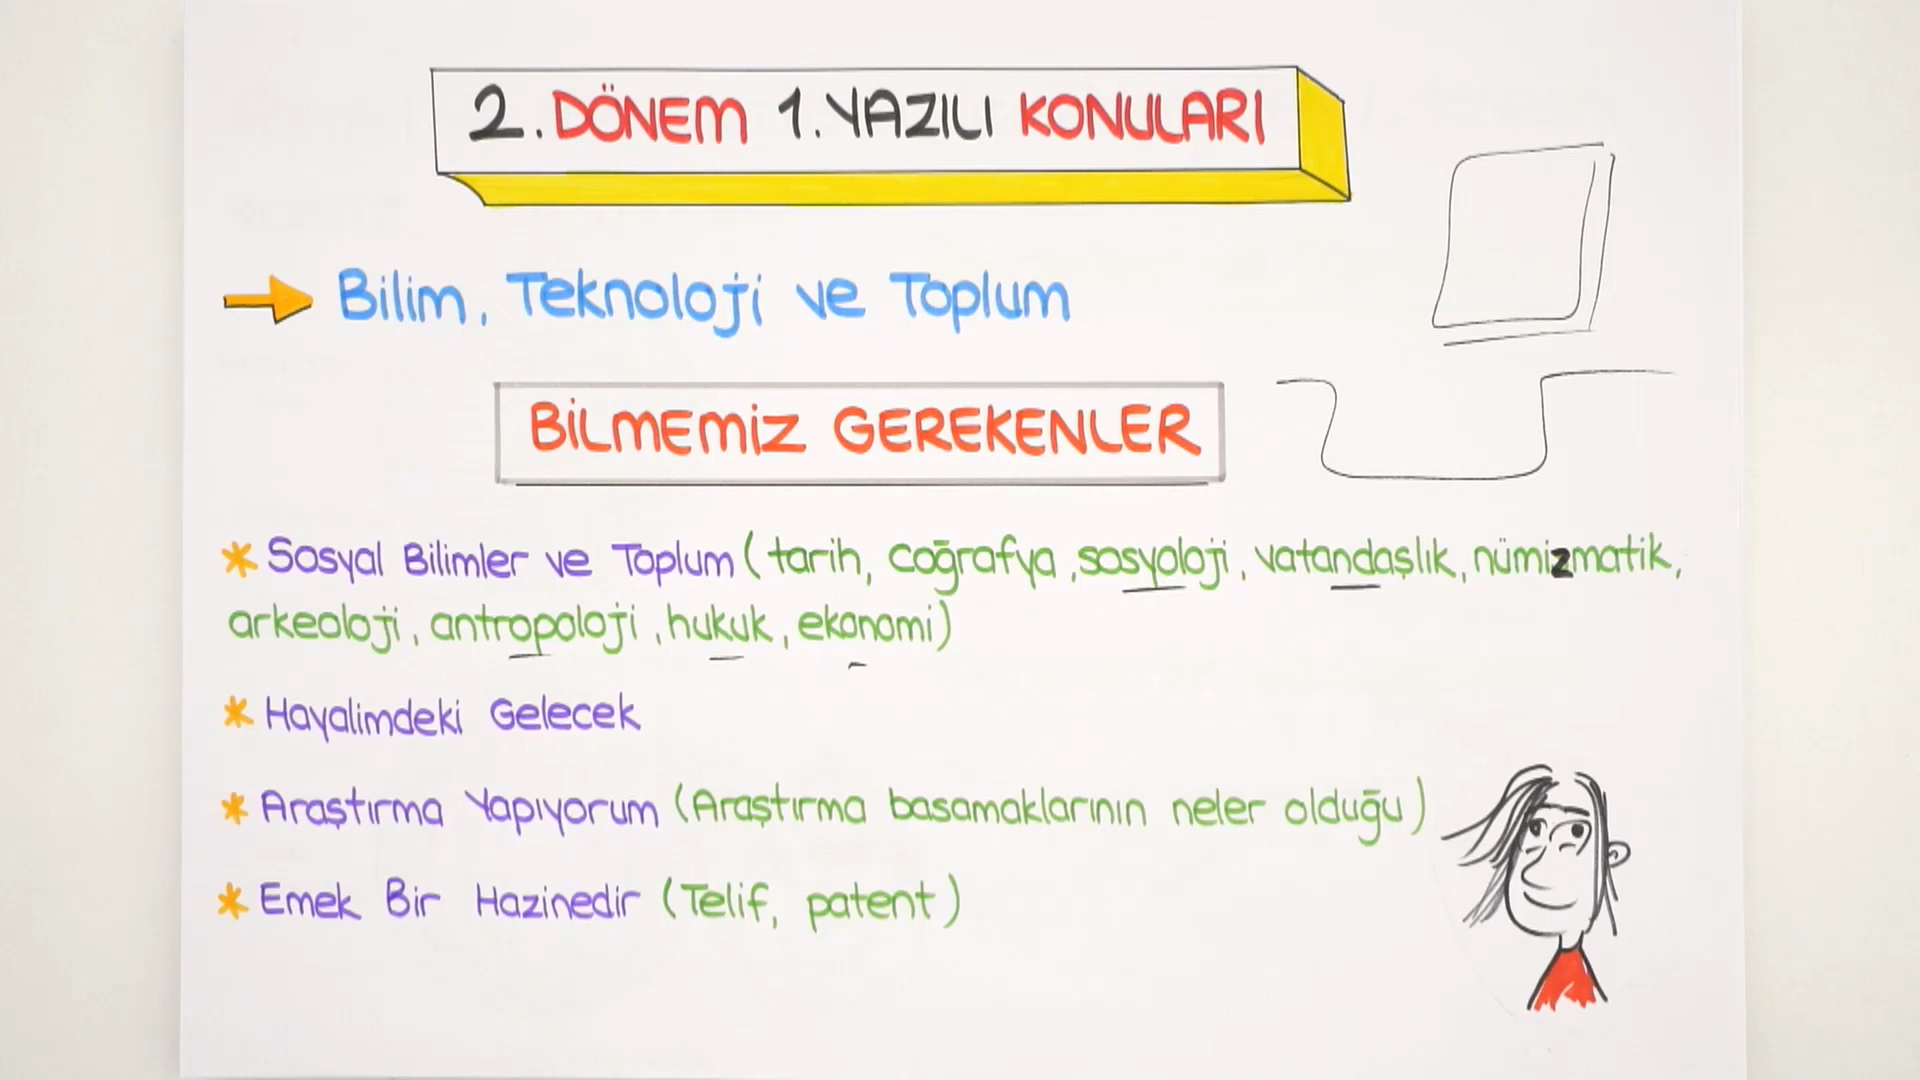 2. DÖNEM 1. YAZILI KONULARI
Bilim, Teknoloji ve Toplum
BİLMEMİZ GEREKENLER
* Sosyal Bilimler ve Toplum (tarih, coğrafya, sosyoloji, vatandaşlık, nümizmatik,
arkeoloji, antropoloji, hukuk, ekonomi)
* Hayalimdeki Gelecek
* Araştırma Yapıyorum (Araştırma basamaklarının neler olduğu)
* Emek Bir Hazinedir (Telif, patent)